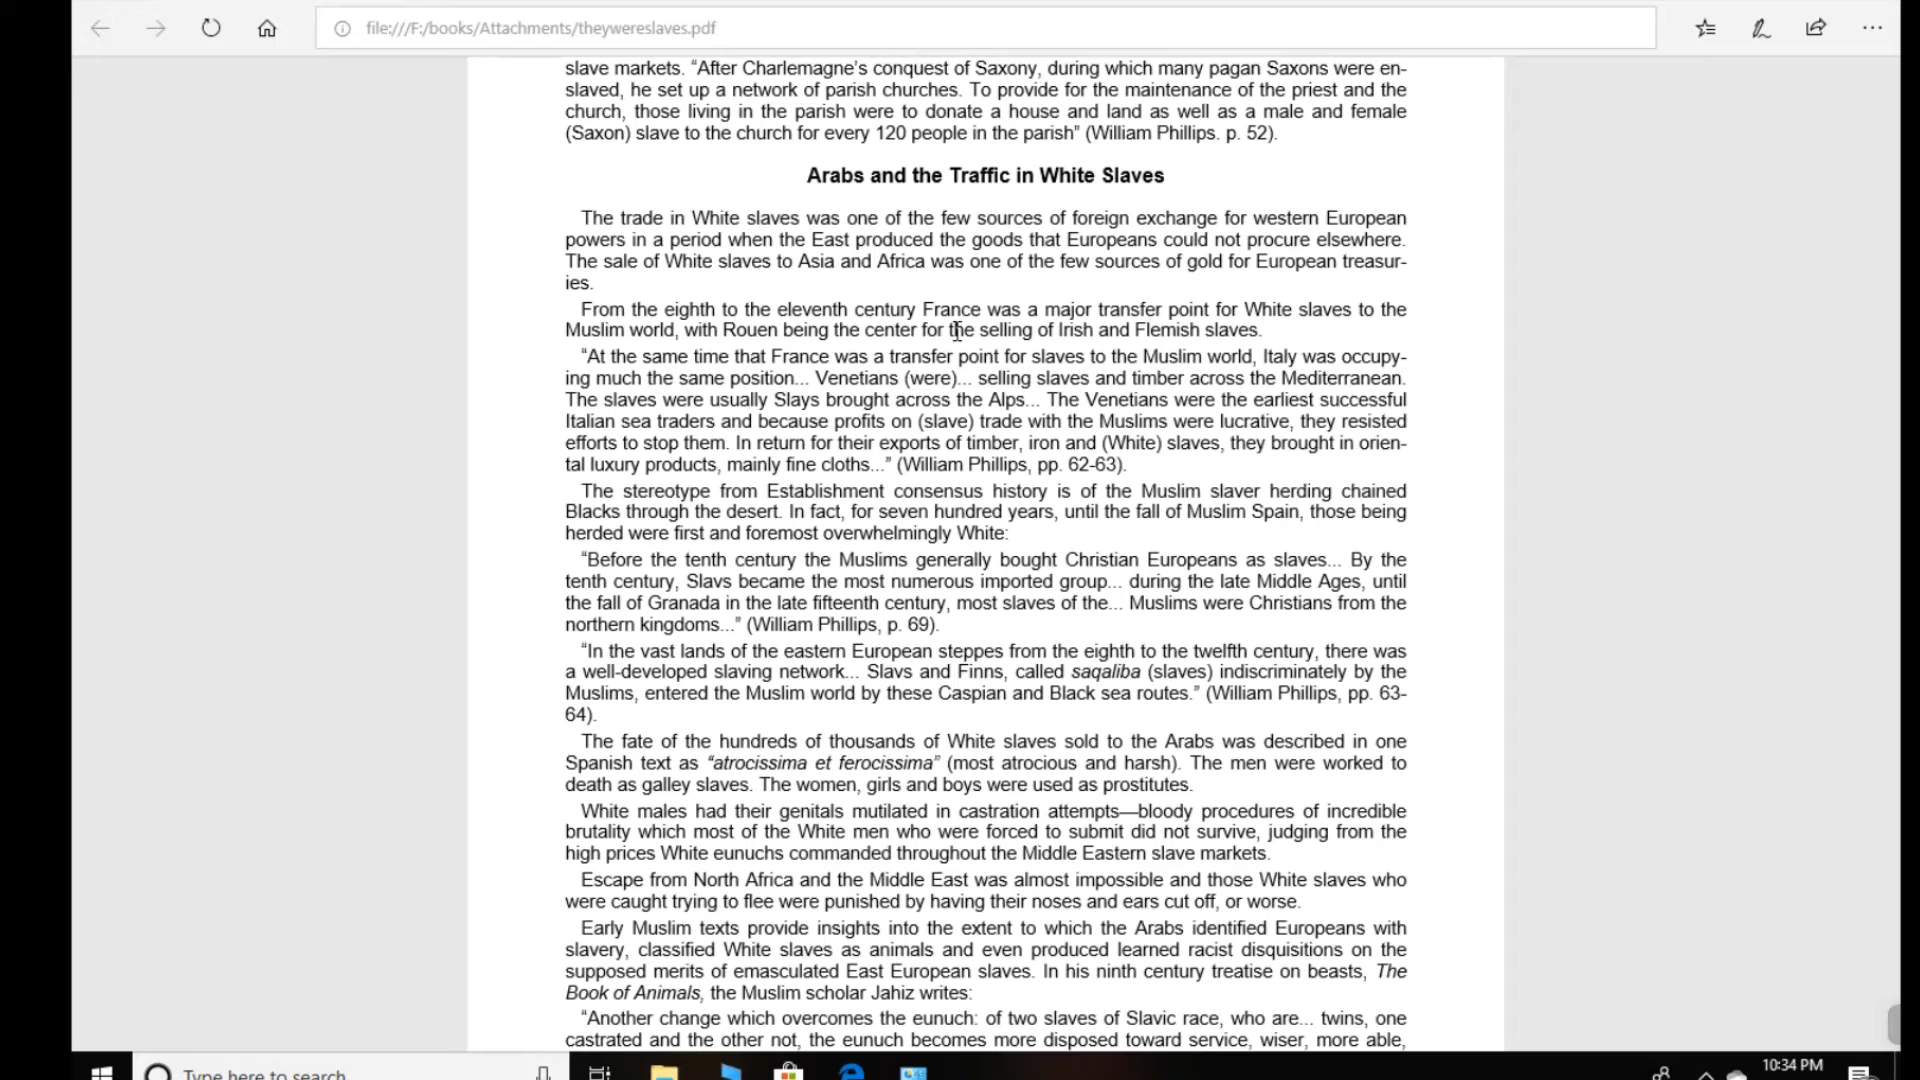 file:///F:/books/Attachments/theywereslaves.pdf
slave markets. “After Charlemagne’s conquest of Saxony, during which many pagan Saxons were en-
slaved, he set up a network of parish churches. To provide for the maintenance of the priest and the
church, those living in the parish were to donate a house and land as well as a male and female
(Saxon) slave to the church for every 120 people in the parish” (William Phillips. p. 52).
Arabs and the Traffic in White Slaves
The trade in White slaves was one of the few sources of foreign exchange for western European
powers in a period when the East produced the goods that Europeans could not procure elsewhere.
The sale of White slaves to Asia and Africa was one of the few sources of gold for European treasur-
ies.
From the eighth to the eleventh century France was a major transfer point for White slaves to the
Muslim world, with Rouen being the center for the selling of Irish and Flemish slaves.
“At the same time that France was a transfer point for slaves to the Muslim world, Italy was occupy-
ing much the same position... Venetians (were)... selling slaves and timber across the Mediterranean.
The slaves were usually Slays brought across the Alps... The Venetians were the earliest successful
Italian sea traders and because profits on (slave) trade with the Muslims were lucrative, they resisted
efforts to stop them. In return for their exports of timber, iron and (White) slaves, they brought in orien-
tal luxury products, mainly fine cloths...” (William Phillips, pp. 62-63).
The stereotype from Establishment consensus history is of the Muslim slaver herding chained
Blacks through the desert. In fact, for seven hundred years, until the fall of Muslim Spain, those being
herded were first and foremost overwhelmingly White:
“Before the tenth century the Muslims generally bought Christian Europeans as slaves... By the
tenth century, Slavs became the most numerous imported group... during the late Middle Ages, until
the fall of Granada in the late fifteenth century, most slaves of the... Muslims were Christians from the
northern kingdoms...” (William Phillips, p. 69).
“In the vast lands of the eastern European steppes from the eighth to the twelfth century, there was
a well-developed slaving network... Slavs and Finns, called saqaliba (slaves) indiscriminately by the
Muslims, entered the Muslim world by these Caspian and Black sea routes.” (William Phillips, pp. 63-
64).
The fate of the hundreds of thousands of White slaves sold to the Arabs was described in one
Spanish text as “atrocissima et ferocissima” (most atrocious and harsh). The men were worked to
death as galley slaves. The women, girls and boys were used as prostitutes.
White males had their genitals mutilated in castration attempts—bloody procedures of incredible
brutality which most of the White men who were forced to submit did not survive, judging from the
high prices White eunuchs commanded throughout the Middle Eastern slave markets.
Escape from North Africa and the Middle East was almost impossible and those White slaves who
were caught trying to flee were punished by having their noses and ears cut off, or worse.
Early Muslim texts provide insights into the extent to which the Arabs identified Europeans with
slavery, classified White slaves as animals and even produced learned racist disquisitions on the
supposed merits of emasculated East European slaves. In his ninth century treatise on beasts, The
Book of Animals, the Muslim scholar Jahiz writes:
“Another change which overcomes the eunuch: of two slaves of Slavic race, who are... twins, one
castrated and the other not, the eunuch becomes more disposed toward service, wiser, more able,
Type here to search
10:34 PM